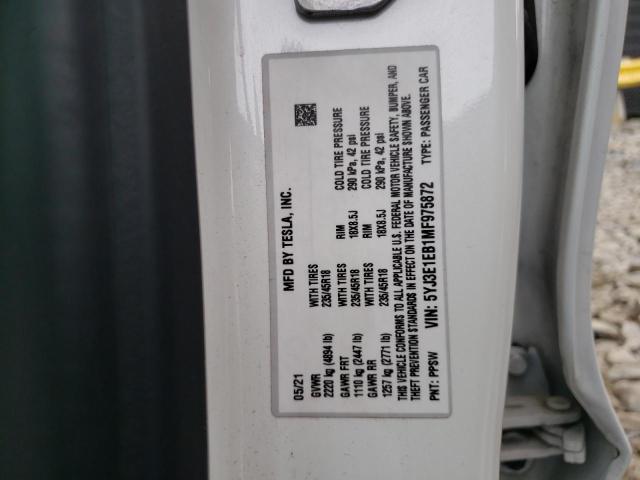 MFD BY TESLA, INC.
05/21
GVWR WITH TIRES RIM COLD TIRE PRESSURE
2220 kg (4894 lb) 235/45R18 18X8.5J 290 kPa, 42 psi
GAWR FRT WITH TIRES RIM COLD TIRE PRESSURE
1110 kg (2447 lb) 235/45R18 18X8.5J 290 kPa, 42 psi
GAWR RR
1257 kg (2771 lb)
THIS VEHICLE CONFORMS TO ALL APPLICABLE U.S. FEDERAL MOTOR VEHICLE SAFETY, BUMPER, AND
THEFT PREVENTION STANDARDS IN EFFECT ON THE DATE OF MANUFACTURE SHOWN ABOVE.
PNT: PPSW VIN: 5YJ3E1EB1MF975872 TYPE: PASSENGER CAR